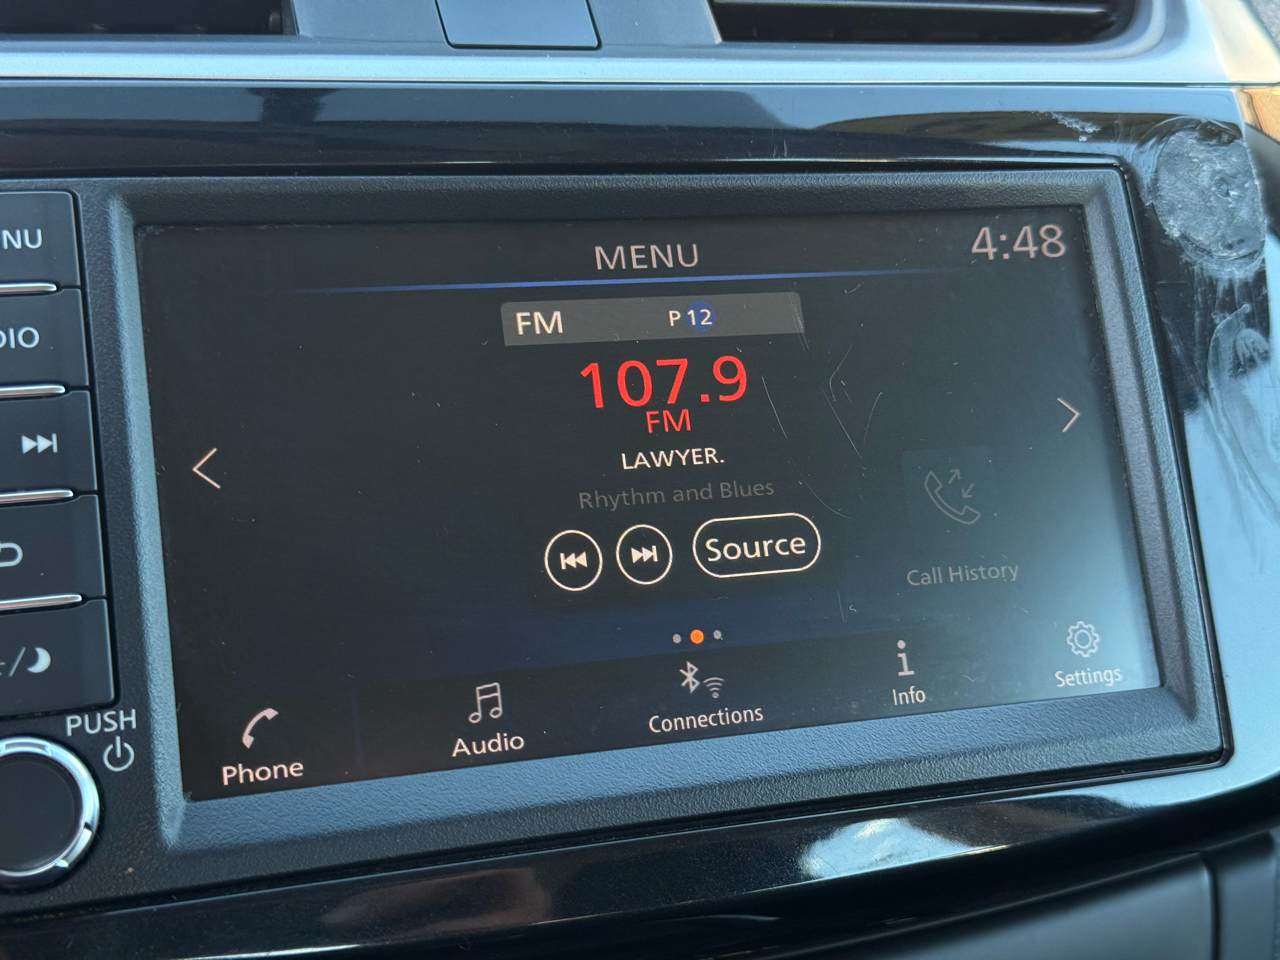 NU
DIO
PUSH
MENU
4:48
FM P 12
107.9
FM
LAWYER.
Rhythm and Blues
Source
Call History
Phone
Audio
Connections
Info
Settings